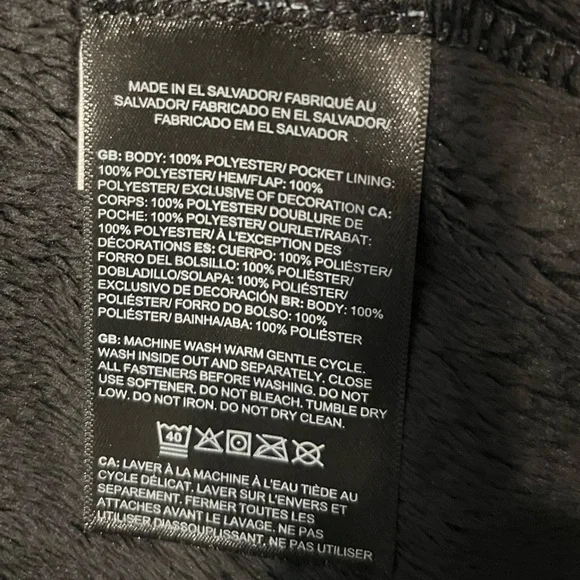 MADE IN EL SALVADOR/ FABRIQUÉ AU
SALVADOR/ FABRICADO EN EL SALVADOR/
FABRICADO EM EL SALVADOR
GB: BODY: 100% POLYESTER/ POCKET LINING:
100% POLYESTER/ HEM/FLAP: 100%
POLYESTER/ EXCLUSIVE OF DECORATION CA:
CORPS: 100% POLYESTER/ DOUBLURE DE
POCHE: 100% POLYESTER/ OURLET/RABAT:
100% POLYESTER/ À L'EXCEPTION DES
DÉCORATIONS ES: CUERPO: 100% POLIÉSTER/
FORRO DEL BOLSILLO: 100% POLIÉSTER/
DOBLADILLO/SOLAPA: 100% POLIÉSTER/
EXCLUSIVO DE DECORACIÓN BR: BODY: 100%
POLIÉSTER/ FORRO DO BOLSO: 100%
POLIÉSTER/ BAINHA/ABA: 100% POLIÉSTER
GB: MACHINE WASH WARM GENTLE CYCLE.
WASH INSIDE OUT AND SEPARATELY. CLOSE
ALL FASTENERS BEFORE WASHING. DO NOT
USE SOFTENER. DO NOT BLEACH. TUMBLE DRY
LOW. DO NOT IRON. DO NOT DRY CLEAN.
40
CA: LAVER À LA MACHINE À L'EAU TIÈDE AU
CYCLE DÉLICAT. LAVER SUR L'ENVERS ET
SÉPAREMENT. FERMER TOUTES LES
ATTACHES AVANT LE LAVAGE. NE PAS
UTILISER D'ASSOUPLISSANT. NE PAS UTILISER